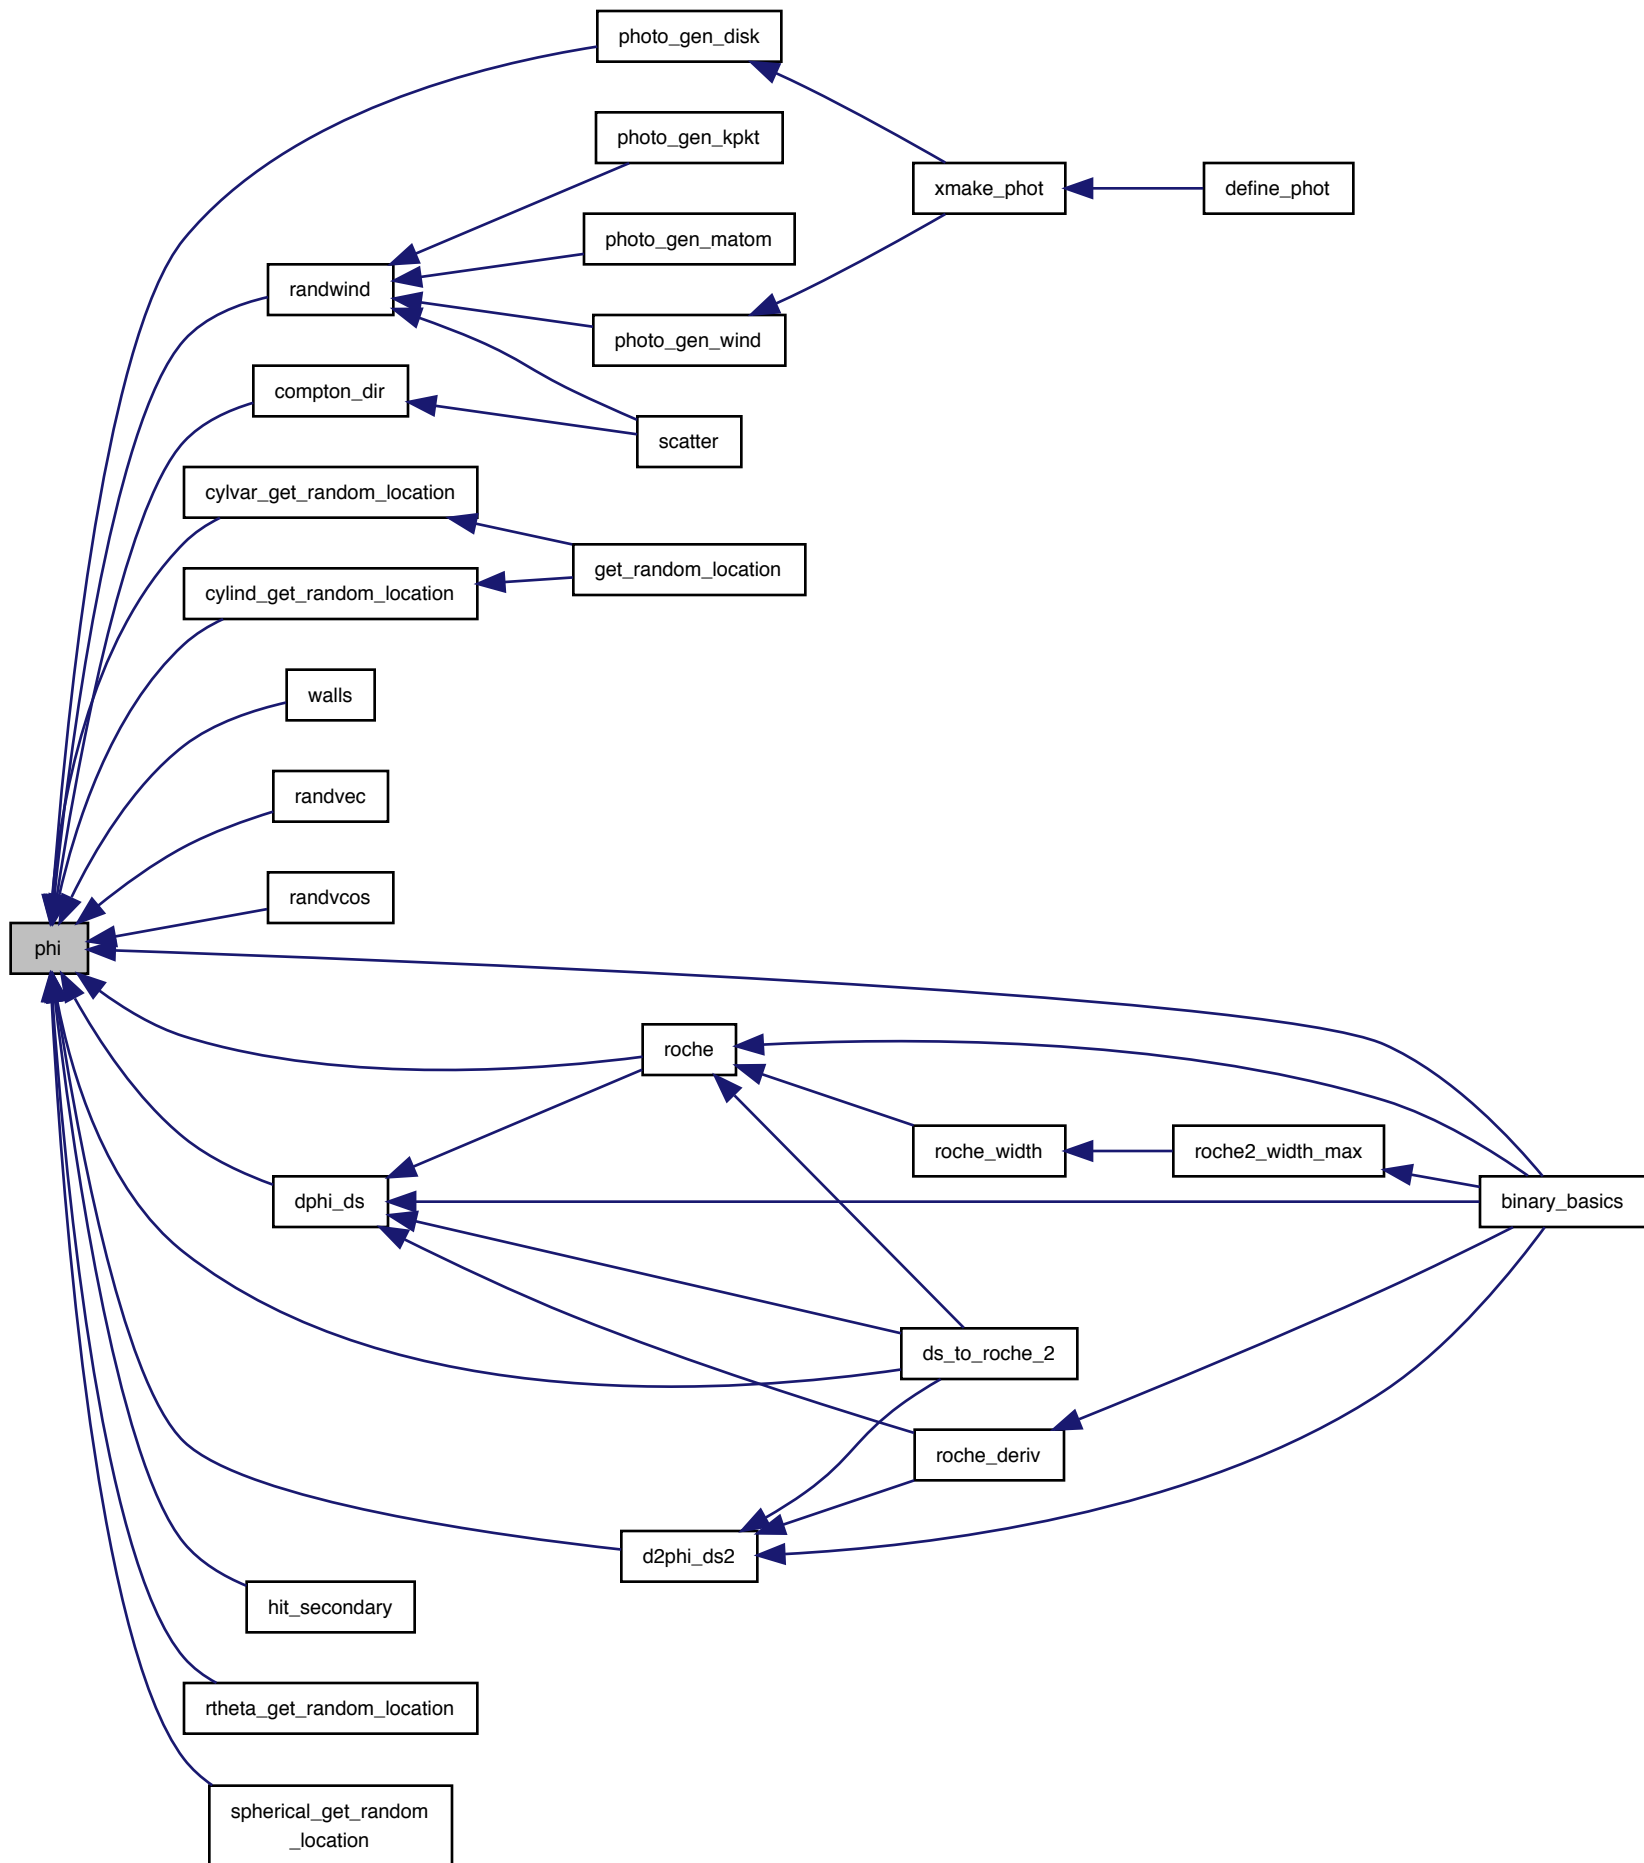 photo_gen_disk
photo_gen_kpkt
xmake_phot
define_phot
photo_gen_matom
randwind
photo_gen_wind
compton_dir
scatter
cylvar_get_random_location
get_random_location
cylind_get_random_location
walls
randvec
randvcos
phi
roche
roche_width
roche2_width_max
dphi_ds
binary_basics
ds_to_roche_2
roche_deriv
d2phi_ds2
hit_secondary
rtheta_get_random_location
spherical_get_random
_location